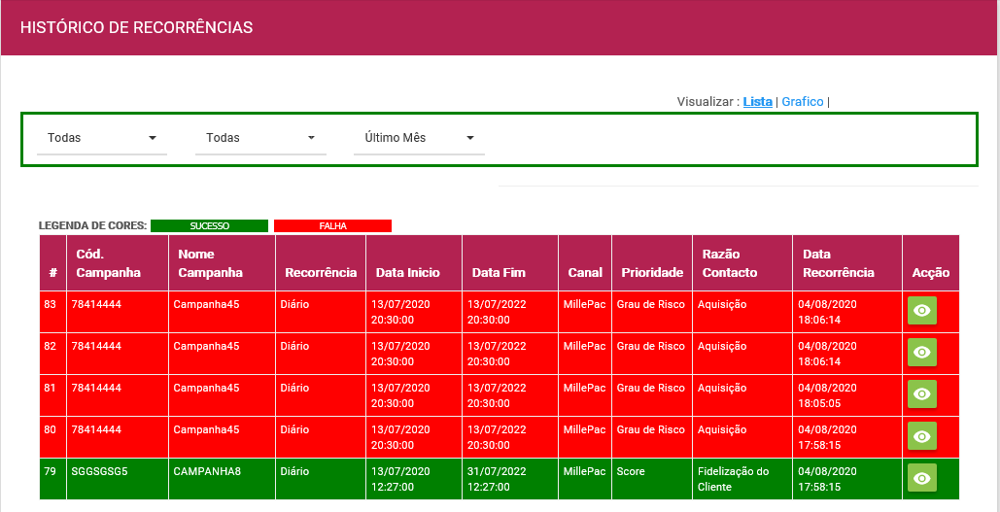 HISTÓRICO DE RECORRÊNCIAS
Visualizar : Lista | Grafico |
Todas Todas Último Mês
LEGENDA DE CORES: SUCESSO FALHA
# Cód. Campanha Nome Campanha Recorrência Data Inicio Data Fim Canal Prioridade Razão Contacto Data Recorrência Acção
83 78414444 Campanha45 Diário 13/07/2020 20:30:00 13/07/2022 20:30:00 MillePac Grau de Risco Aquisição 04/08/2020 18:06:14
82 78414444 Campanha45 Diário 13/07/2020 20:30:00 13/07/2022 20:30:00 MillePac Grau de Risco Aquisição 04/08/2020 18:06:14
81 78414444 Campanha45 Diário 13/07/2020 20:30:00 13/07/2022 20:30:00 MillePac Grau de Risco Aquisição 04/08/2020 18:05:05
80 78414444 Campanha45 Diário 13/07/2020 20:30:00 13/07/2022 20:30:00 MillePac Grau de Risco Aquisição 04/08/2020 17:58:15
79 SGGSGSG5 CAMPANHA8 Diário 13/07/2020 12:27:00 31/07/2022 12:27:00 MillePac Score Fidelização do Cliente 04/08/2020 17:58:15